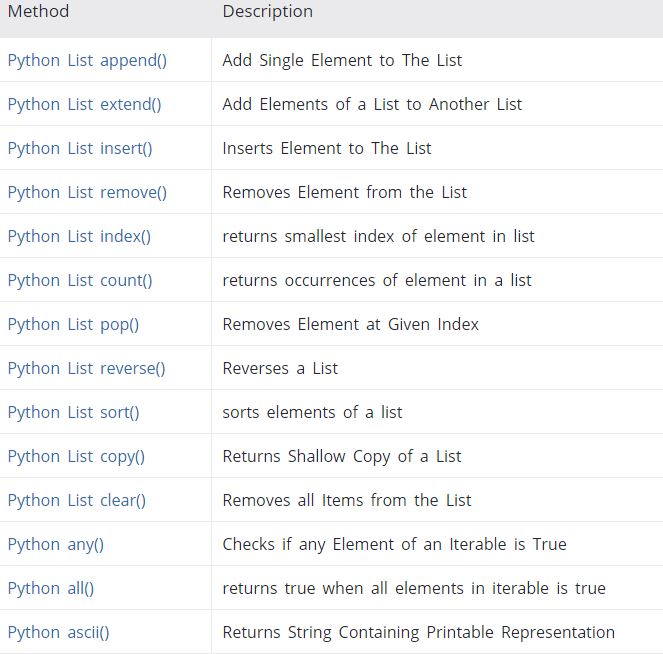 Method Description
Python List append() Add Single Element to The List
Python List extend() Add Elements of a List to Another List
Python List insert() Inserts Element to The List
Python List remove() Removes Element from the List
Python List index() returns smallest index of element in list
Python List count() returns occurrences of element in a list
Python List pop() Removes Element at Given Index
Python List reverse() Reverses a List
Python List sort() sorts elements of a list
Python List copy() Returns Shallow Copy of a List
Python List clear() Removes all Items from the List
Python any() Checks if any Element of an Iterable is True
Python all() returns true when all elements in iterable is true
Python ascii() Returns String Containing Printable Representation